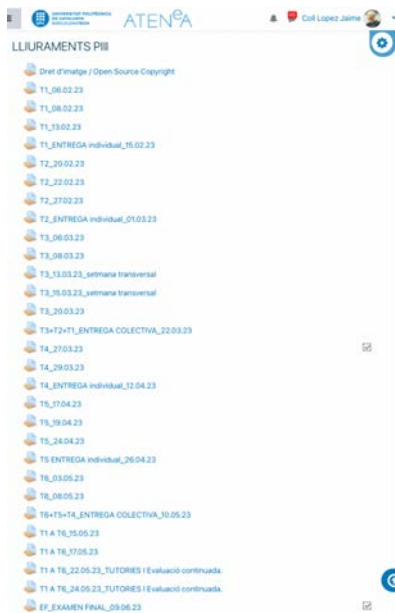 UNIVERSITAT POLITÈCNICA
DE CATALUNYA
BARCELONATECH
ATENeA
Coll Lopez Jaime
LLIURAMENTS PIII
Dret d'imatge / Open Source Copyright
T1_06.02.23
T1_08.02.23
T1_13.02.23
T1_ENTREGA individual_15.02.23
T2_20.02.23
T2_22.02.23
T2_27.02.23
T2_ENTREGA individual_01.03.23
T3_06.03.23
T3_08.03.23
T3_13.03.23_setmana transversal
T3_15.03.23_setmana transversal
T3_20.03.23
T3+T2+T1_ENTREGA COLECTIVA_22.03.23
T4_27.03.23
T4_29.03.23
T4_ENTREGA individual_12.04.23
T5_17.04.23
T5_19.04.23
T5_24.04.23
T5 ENTREGA individual_26.04.23
T6_03.05.23
T6_08.05.23
T6+T5+T4_ENTREGA COLECTIVA_10.05.23
T1 A T6_15.05.23
T1 A T6_17.05.23
T1 A T6_22.05.23_TUTORIES I Evaluació continuada.
T1 A T6_24.05.23_TUTORIES I Evaluació continuada.
EF_EXAMEN FINAL_09.06.23